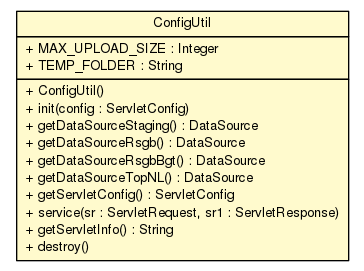 ConfigUtil
+ MAX_UPLOAD_SIZE : Integer
+ TEMP_FOLDER : String
+ ConfigUtil()
+ init(config : ServletConfig)
+ getDataSourceStaging() : DataSource
+ getDataSourceRsgb() : DataSource
+ getDataSourceRsgbBgt() : DataSource
+ getDataSourceTopNL() : DataSource
+ getServletConfig() : ServletConfig
+ service(sr : ServletRequest, sr1 : ServletResponse)
+ getServletInfo() : String
+ destroy()